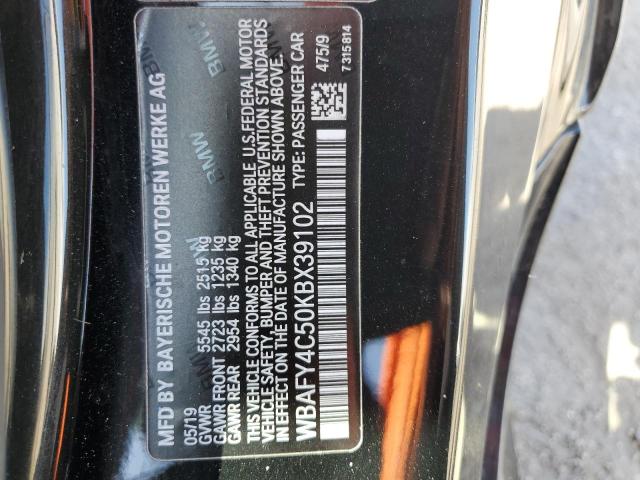 MFD BY BAYERISCHE MOTOREN WERKE AG
05/19
GVWR 5545 lbs 2515 kg
GAWR FRONT 2723 lbs 1235 kg
GAWR REAR 2954 lbs 1340 kg
THIS VEHICLE CONFORMS TO ALL APPLICABLE U.S.FEDERAL MOTOR
VEHICLE SAFETY, BUMPER AND THEFT PREVENTION STANDARDS
IN EFFECT ON THE DATE OF MANUFACTURE SHOWN ABOVE.
WBAFY4C50KBX39102 TYPE: PASSENGER CAR
475/9
7315814
BMW
BMW
BMW